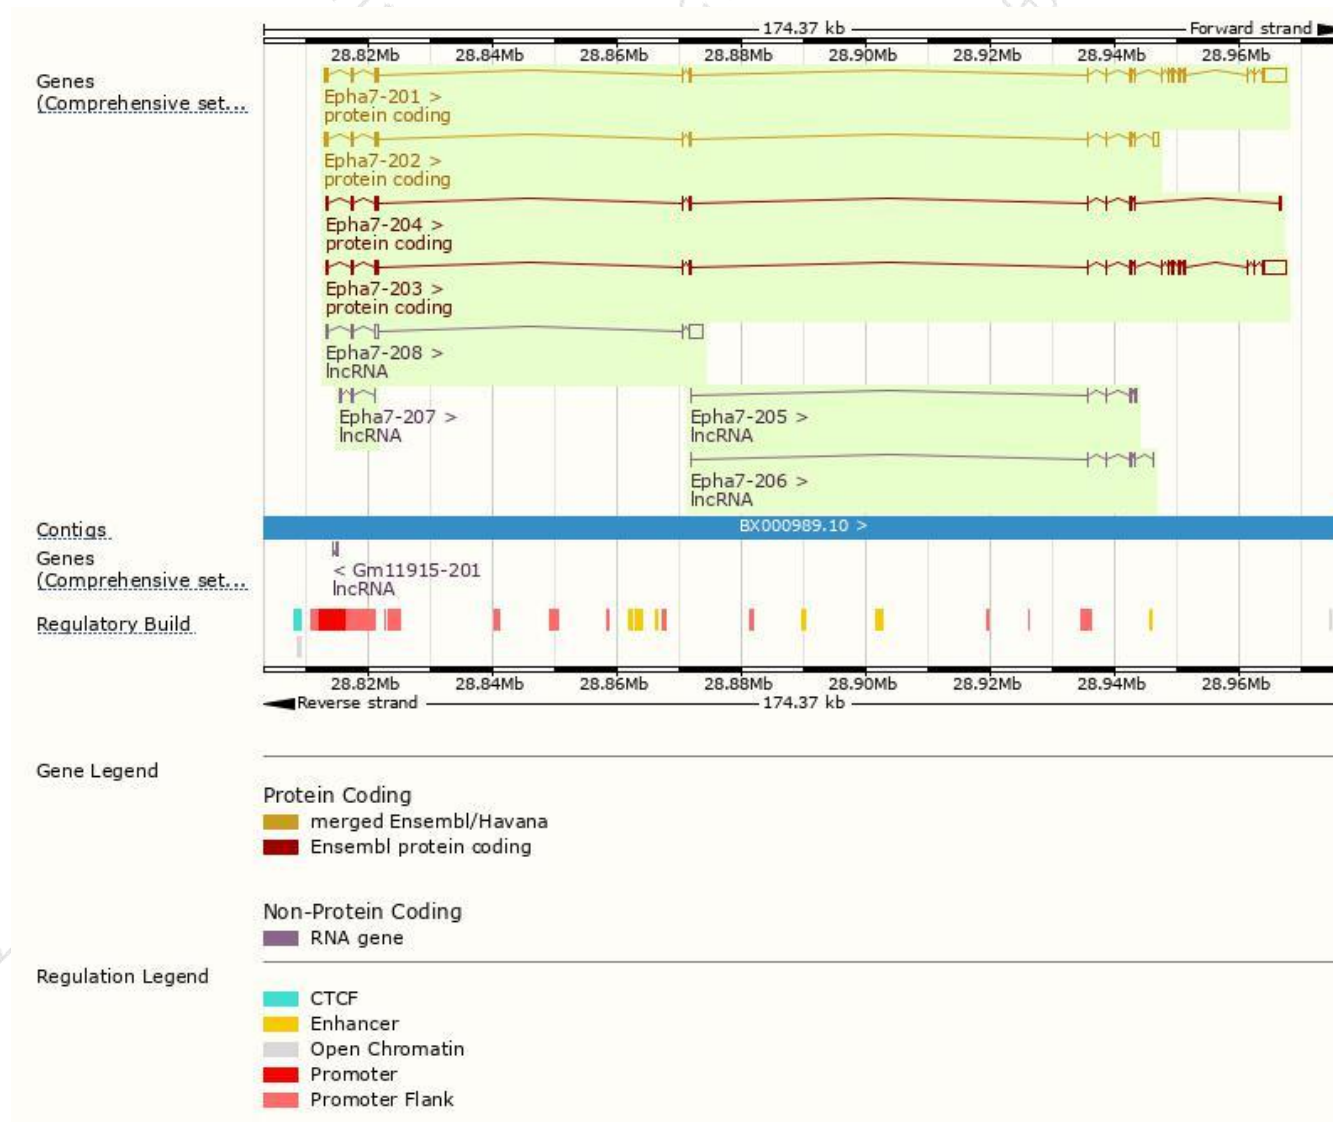 174.37 kb
Forward strand
28.82Mb 28.84Mb 28.86Mb 28.88Mb 28.90Mb 28.92Mb 28.94Mb 28.96Mb
Genes
(Comprehensive set...
Epha7-201 >
protein coding
Epha7-202 >
protein coding
Epha7-204 >
protein coding
Epha7-203 >
protein coding
Epha7-208 >
lncRNA
Epha7-207 > Epha7-205 >
lncRNA lncRNA
Epha7-206 >
lncRNA
Contigs BX000989.10 >
Genes
(Comprehensive set...
< Gm11915-201
lncRNA
Regulatory Build
28.82Mb 28.84Mb 28.86Mb 28.88Mb 28.90Mb 28.92Mb 28.94Mb 28.96Mb
Reverse strand 174.37 kb
Gene Legend
Protein Coding
merged Ensembl/Havana
Ensembl protein coding
Non-Protein Coding
RNA gene
Regulation Legend
CTCF
Enhancer
Open Chromatin
Promoter
Promoter Flank